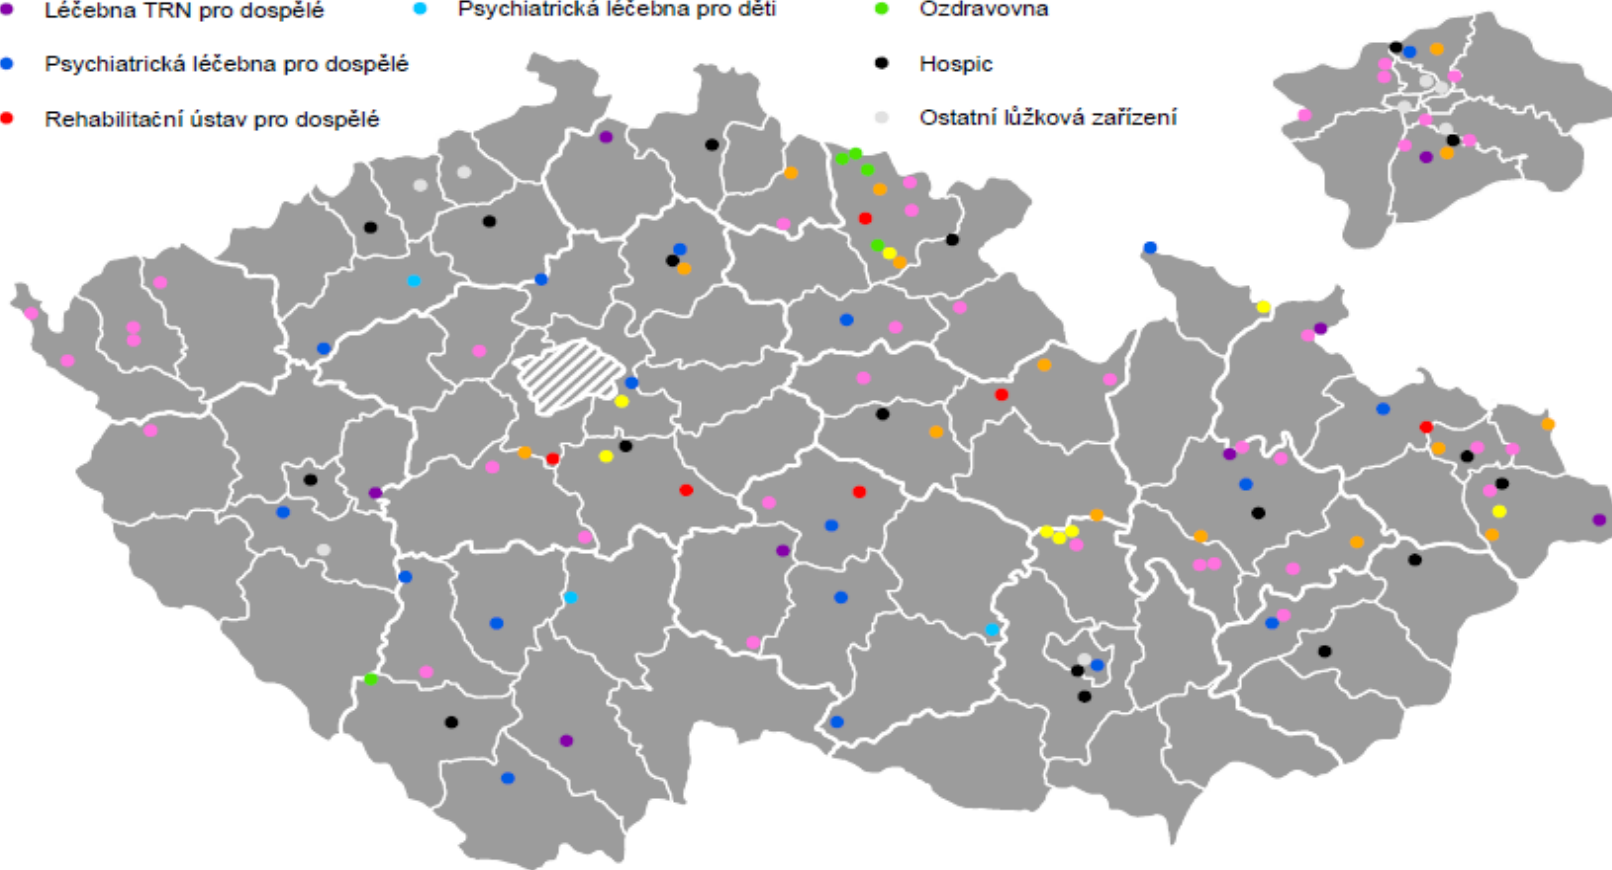 Léčebna TRN pro dospělé
Psychiatrická léčebna pro děti
Ozdravovna
Psychiatrická léčebna pro dospělé
Hospic
Rehabilitační ústav pro dospělé
Ostatní lůžková zařízení